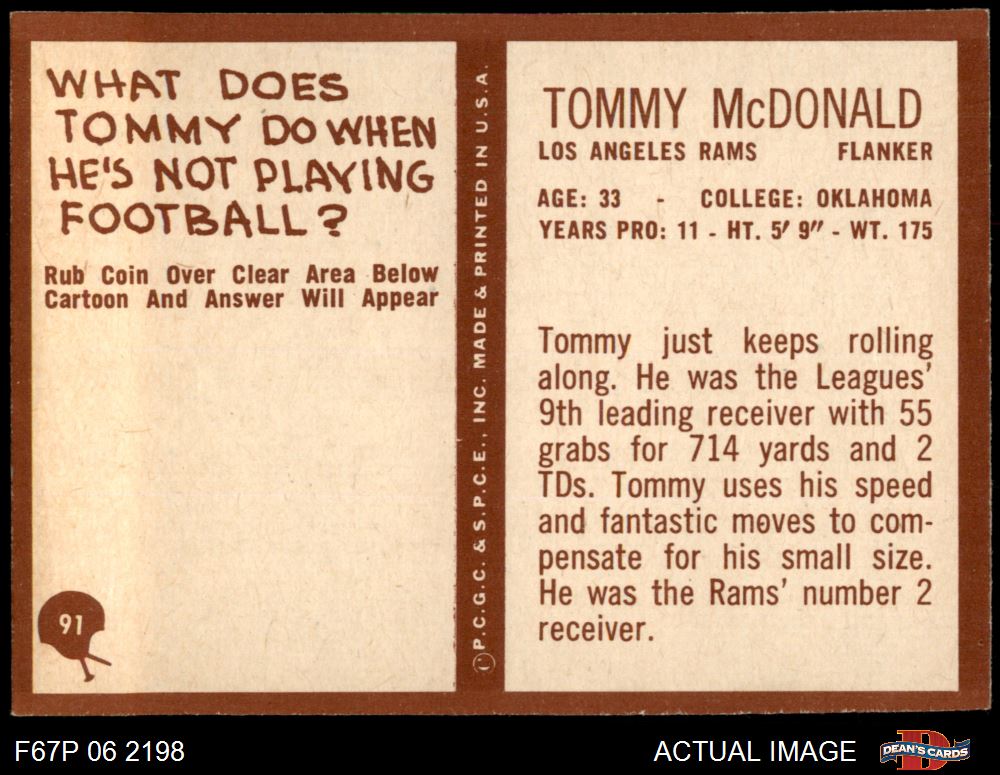 WHAT DOES
TOMMY DO WHEN
HE'S NOT PLAYING
FOOTBALL?
Rub Coin Over Clear Area Below
Cartoon And Answer Will Appear
91
©P.C.G.C. & S.P.C.E., INC. MADE & PRINTED IN U.S.A.
TOMMY McDONALD
LOS ANGELES RAMS FLANKER
AGE: 33 - COLLEGE: OKLAHOMA
YEARS PRO: 11 - HT. 5′ 9″ - WT. 175
Tommy just keeps rolling
along. He was the Leagues'
9th leading receiver with 55
grabs for 714 yards and 2
TDs. Tommy uses his speed
and fantastic moves to com-
pensate for his small size.
He was the Rams' number 2
receiver.
F67P 06 2198
ACTUAL IMAGE
D
DEAN'S CARDS